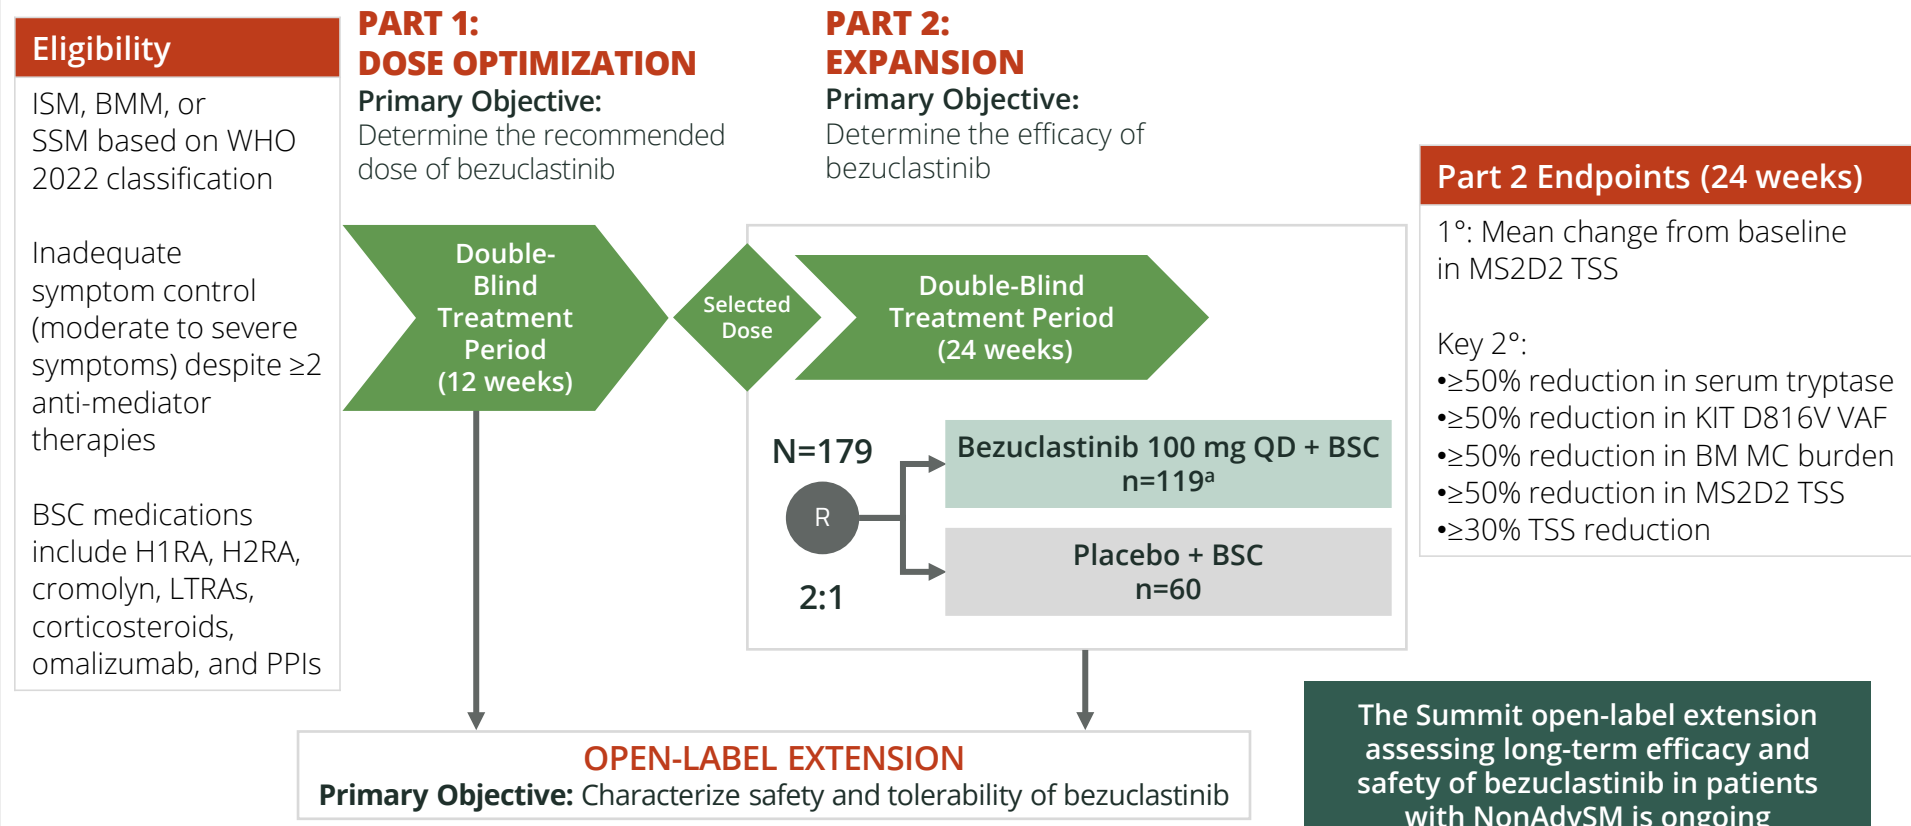 Eligibility
ISM, BMM, or
SSM based on WHO
2022 classification
Inadequate
symptom control
(moderate to severe
symptoms) despite ≥2
anti-mediator
therapies
BSC medications
include H1RA, H2RA,
cromolyn, LTRAs,
corticosteroids,
omalizumab, and PPIs
PART 1:
DOSE OPTIMIZATION
Primary Objective:
Determine the recommended
dose of bezuclastinib
Double-
Blind
Treatment
Period
(12 weeks)
Selected
Dose
PART 2:
EXPANSION
Primary Objective:
Determine the efficacy of
bezuclastinib
Double-Blind
Treatment Period
(24 weeks)
N=179
R
2:1
Bezuclastinib 100 mg QD + BSC
n=119ᵃ
Placebo + BSC
n=60
Part 2 Endpoints (24 weeks)
1°: Mean change from baseline
in MS2D2 TSS
Key 2°:
•≥50% reduction in serum tryptase
•≥50% reduction in KIT D816V VAF
•≥50% reduction in BM MC burden
•≥50% reduction in MS2D2 TSS
•≥30% TSS reduction
OPEN-LABEL EXTENSION
Primary Objective: Characterize safety and tolerability of bezuclastinib
The Summit open-label extension
assessing long-term efficacy and
safety of bezuclastinib in patients
with NonAdvSM is ongoing